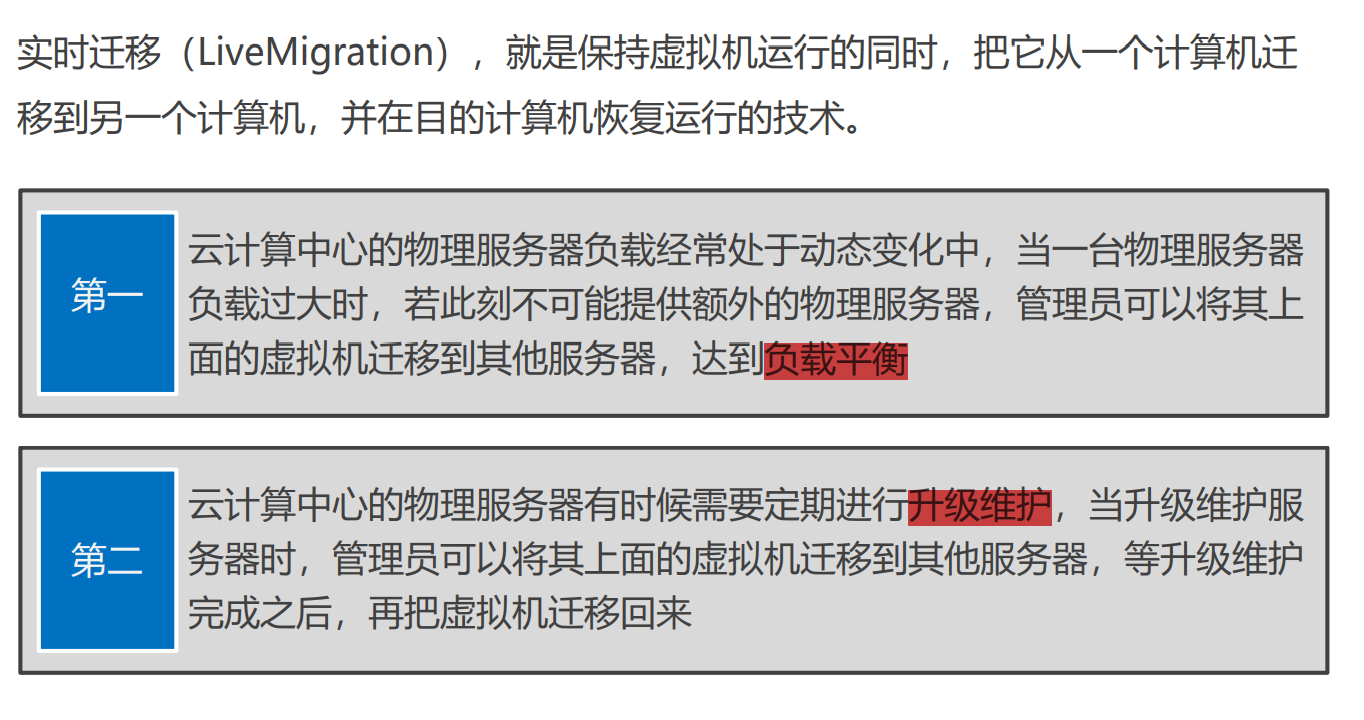 实时迁移（LiveMigration），就是保持虚拟机运行的同时，把它从一个计算机迁
移到另一个计算机，并在目的计算机恢复运行的技术。
第一
云计算中心的物理服务器负载经常处于动态变化中，当一台物理服务器
负载过大时，若此刻不可能提供额外的物理服务器，管理员可以将其上
面的虚拟机迁移到其他服务器，达到负载平衡
第二
云计算中心的物理服务器有时候需要定期进行升级维护，当升级维护服
务器时，管理员可以将其上面的虚拟机迁移到其他服务器，等升级维护
完成之后，再把虚拟机迁移回来